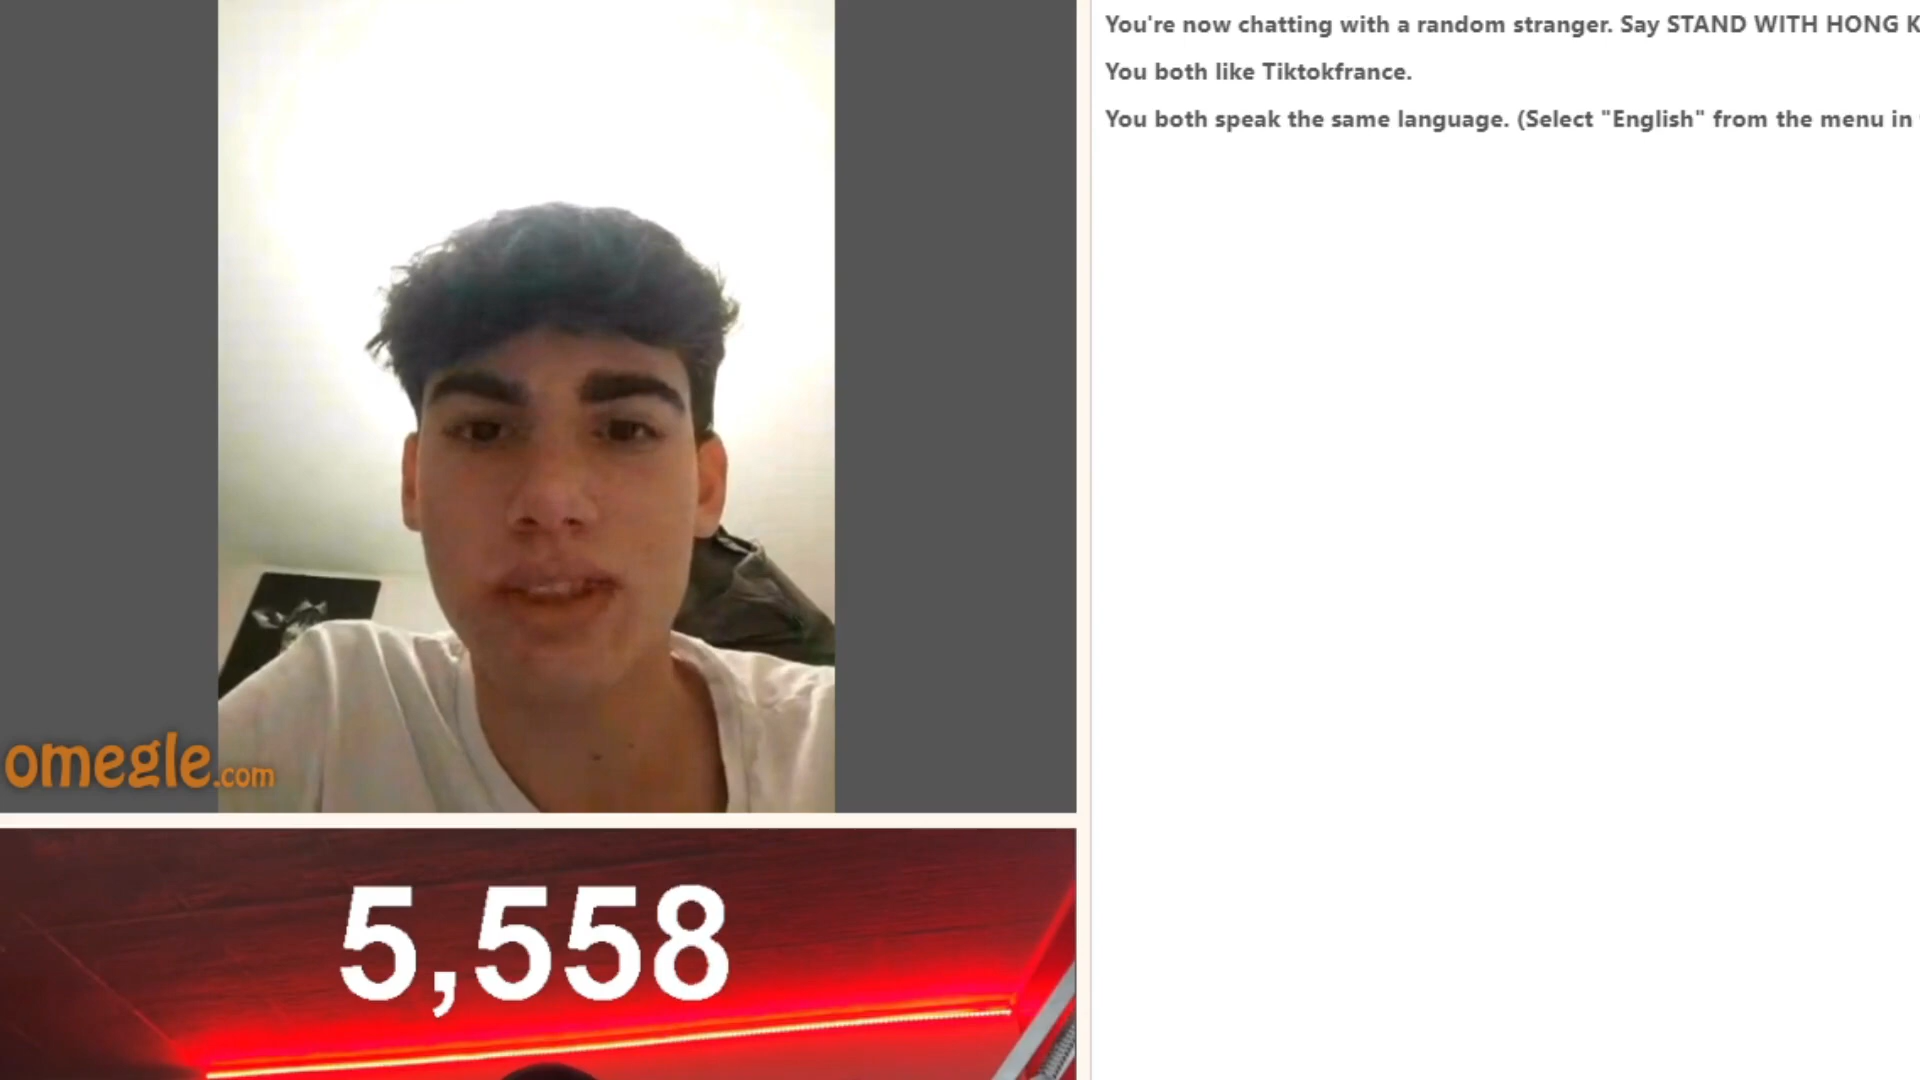 You're now chatting with a random stranger. Say STAND WITH HONG
You both like Tiktokfrance.
You both speak the same language. (Select "English" from the menu in
omegle.com
5,558